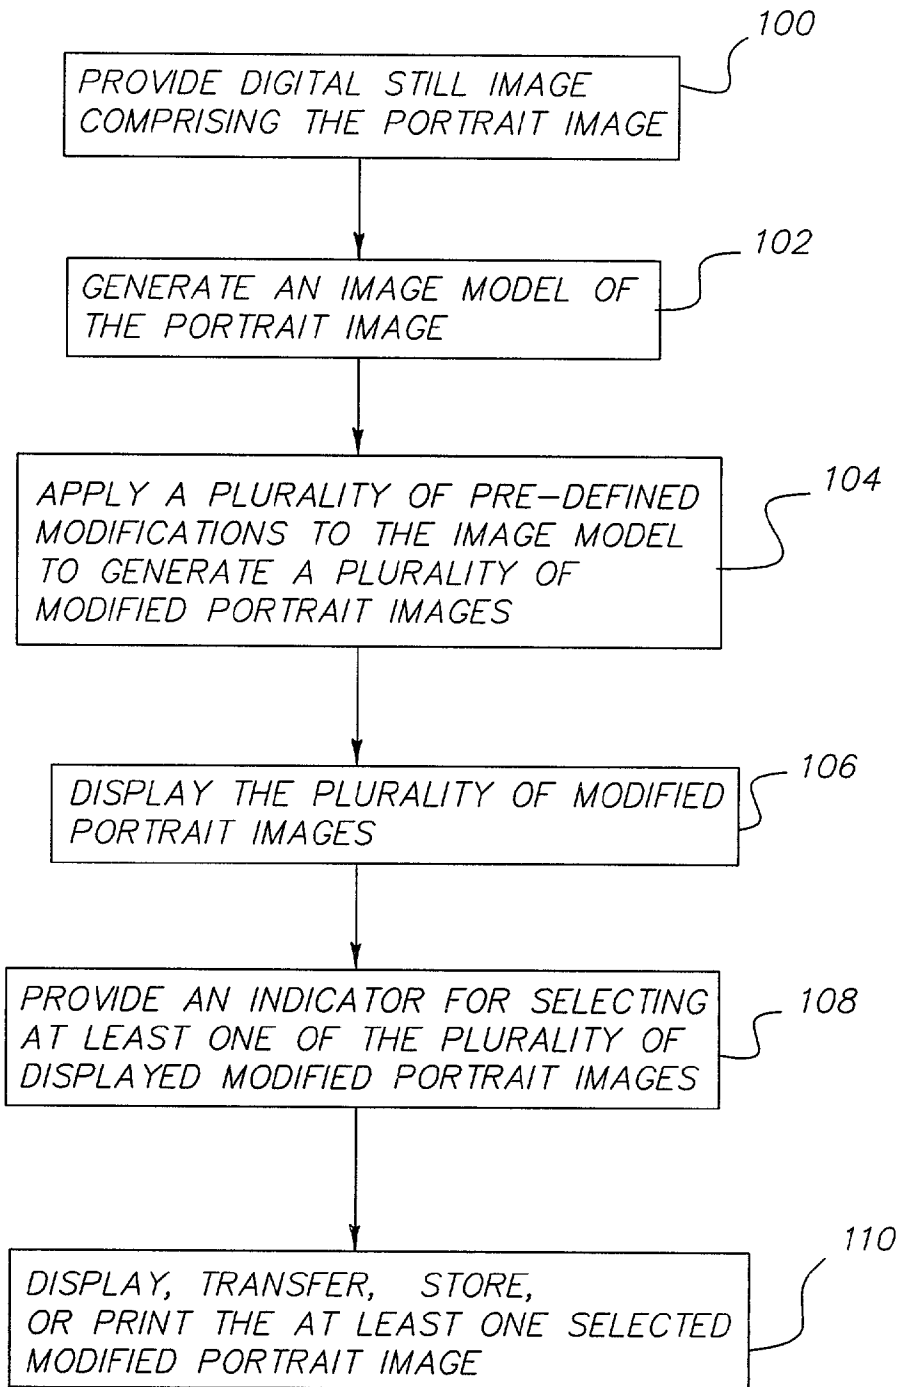 100
PROVIDE DIGITAL STILL IMAGE
COMPRISING THE PORTRAIT IMAGE
102
GENERATE AN IMAGE MODEL OF
THE PORTRAIT IMAGE
104
APPLY A PLURALITY OF PRE-DEFINED
MODIFICATIONS TO THE IMAGE MODEL
TO GENERATE A PLURALITY OF
MODIFIED PORTRAIT IMAGES
106
DISPLAY THE PLURALITY OF MODIFIED
PORTRAIT IMAGES
108
PROVIDE AN INDICATOR FOR SELECTING
AT LEAST ONE OF THE PLURALITY OF
DISPLAYED MODIFIED PORTRAIT IMAGES
110
DISPLAY, TRANSFER, STORE,
OR PRINT THE AT LEAST ONE SELECTED
MODIFIED PORTRAIT IMAGE